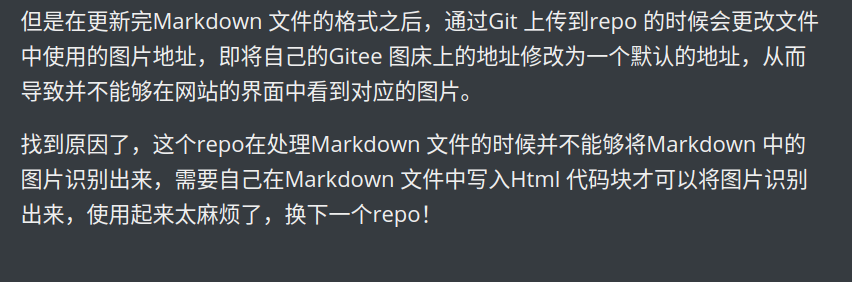 但是在更新完Markdown 文件的格式之后，通过Git 上传到repo 的时候会更改文件
中使用的图片地址，即将自己的Gitee 图床上的地址修改为一个默认的地址，从而
导致并不能够在网站的界面中看到对应的图片。
找到原因了，这个repo在处理Markdown 文件的时候并不能够将Markdown 中的
图片识别出来，需要自己在Markdown 文件中写入Html 代码块才可以将图片识别
出来，使用起来太麻烦了，换下一个repo！